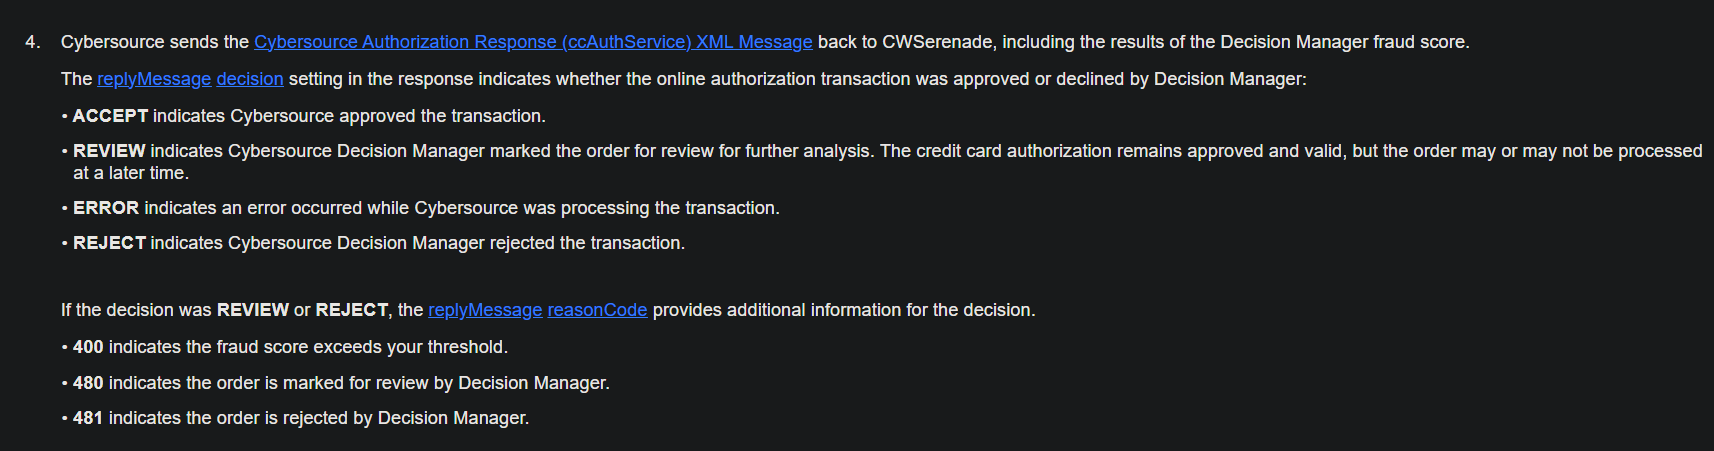 4. Cybersource sends the Cybersource Authorization Response (ccAuthService) XML Message back to CWSerenade, including the results of the Decision Manager fraud score.
The replyMessage decision setting in the response indicates whether the online authorization transaction was approved or declined by Decision Manager:
• ACCEPT indicates Cybersource approved the transaction.
• REVIEW indicates Cybersource Decision Manager marked the order for review for further analysis. The credit card authorization remains approved and valid, but the order may or may not be processed
at a later time.
• ERROR indicates an error occurred while Cybersource was processing the transaction.
• REJECT indicates Cybersource Decision Manager rejected the transaction.
If the decision was REVIEW or REJECT, the replyMessage reasonCode provides additional information for the decision.
• 400 indicates the fraud score exceeds your threshold.
• 480 indicates the order is marked for review by Decision Manager.
• 481 indicates the order is rejected by Decision Manager.